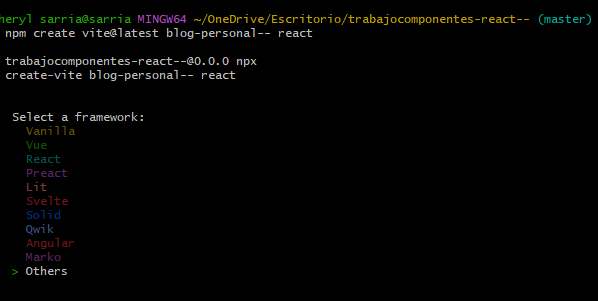 heryl sarria@sarria MINGW64 ~/OneDrive/Escritorio/trabajocomponentes-react-- (master)
npm create vite@latest blog-personal-- react
trabajocomponentes-react--@0.0.0 npx
create-vite blog-personal-- react
Select a framework:
Vanilla
Vue
React
Preact
Lit
Svelte
Solid
Qwik
Angular
Marko
> Others